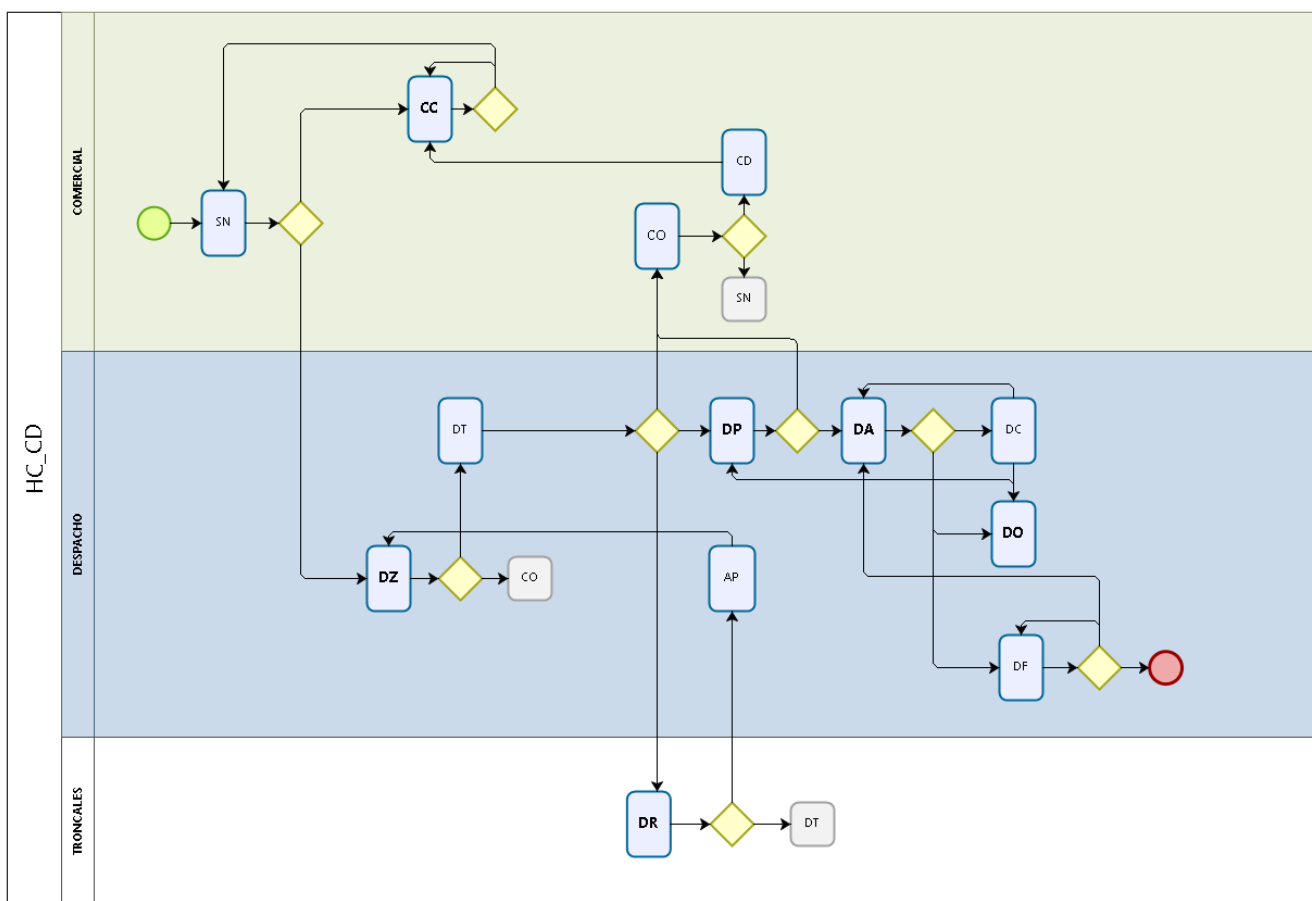 HC_CD
COMERCIAL
CC
CD
SN
CO
SN
DESPACHO
DT
DP
DA
DC
DO
DZ
CO
AP
DF
TRONCALES
DR
DT